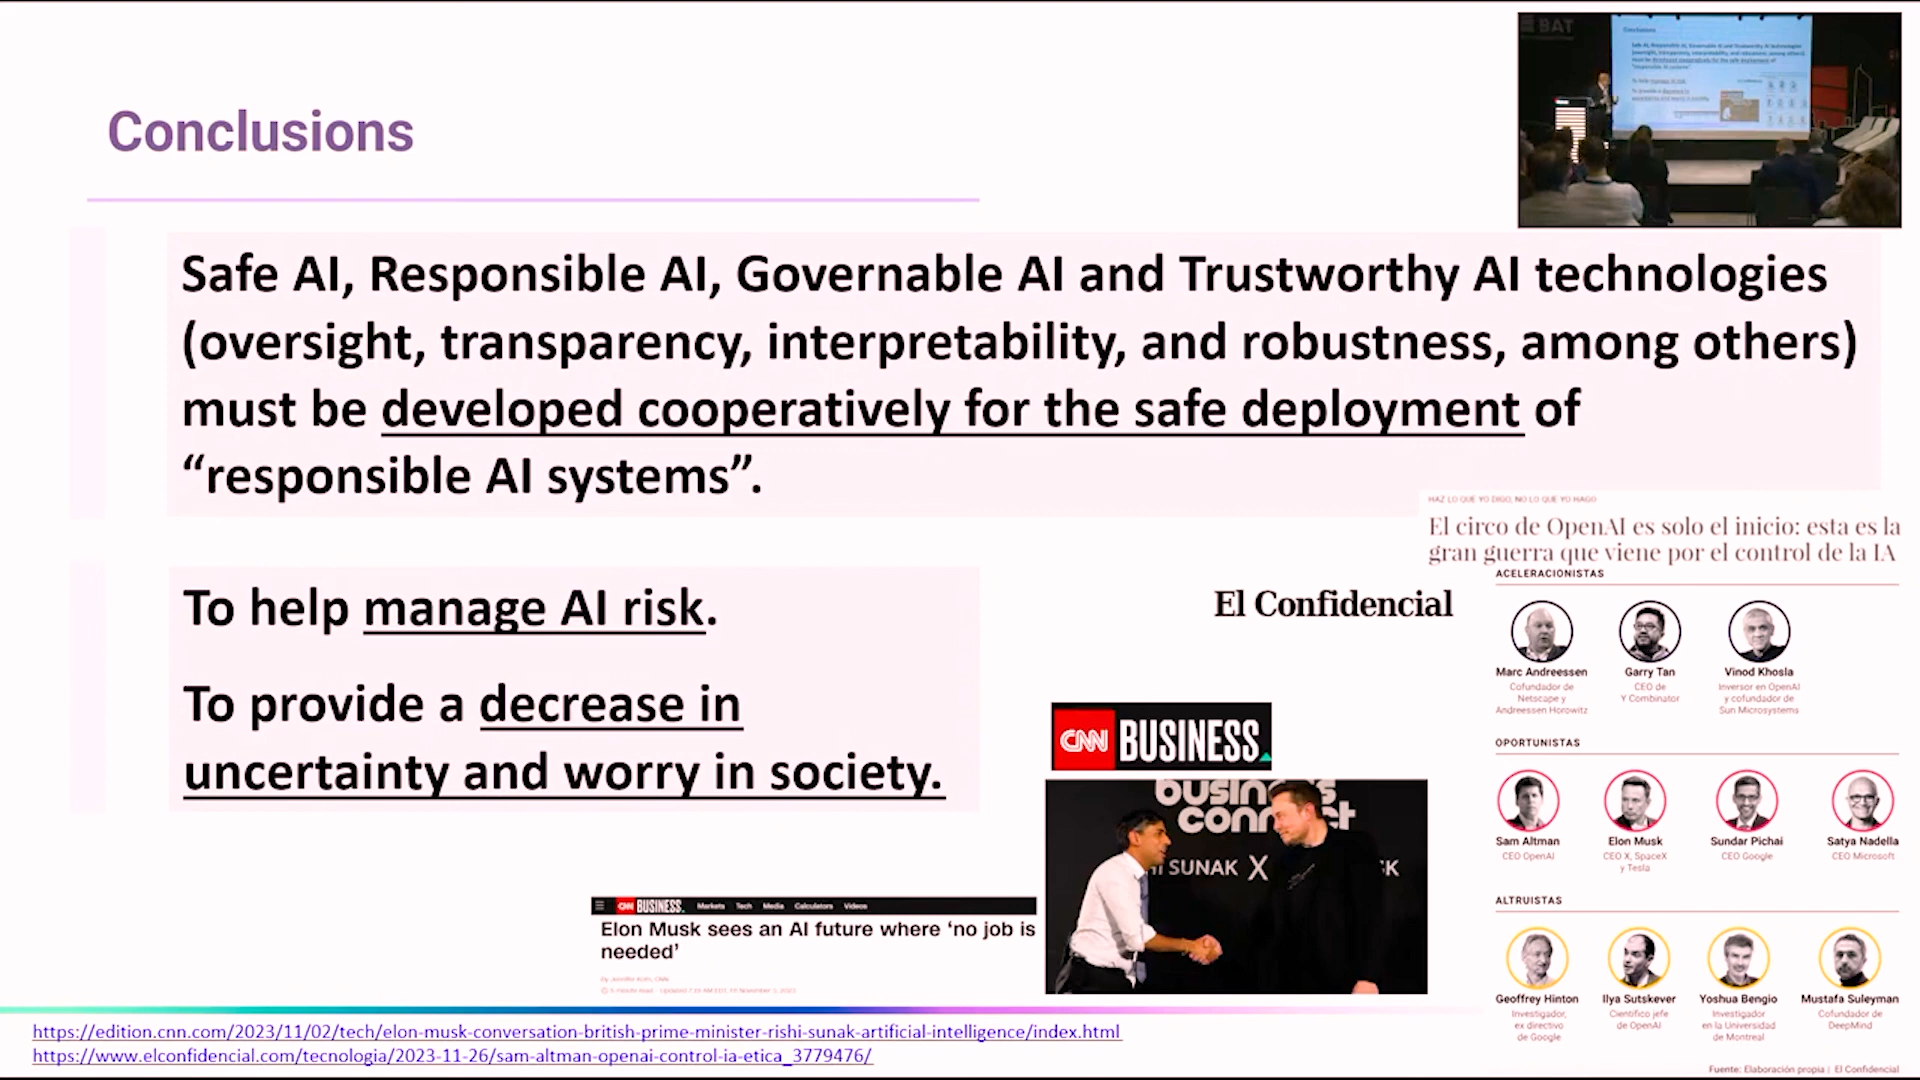 Conclusions
Safe AI, Responsible AI, Governable AI and Trustworthy AI technologies
(oversight, transparency, interpretability, and robustness, among others)
must be developed cooperatively for the safe deployment of
“responsible AI systems”.
To help manage AI risk.
To provide a decrease in
uncertainty and worry in society.
HAZ LO QUE YO DIGO, NO LO QUE YO HAGO
El circo de OpenAI es solo el inicio: esta es la
gran guerra que viene por el control de la IA
El Confidencial
ACELERACIONISTAS
Marc Andreessen
Cofundador de
Netscape y
Andreessen Horowitz
Garry Tan
CEO de
Y Combinator
Vinod Khosla
Inversor en OpenAI
y cofundador de
Sun Microsystems
OPORTUNISTAS
Sam Altman
CEO OpenAI
Elon Musk
CEO X, SpaceX
y Tesla
Sundar Pichai
CEO Google
Satya Nadella
CEO Microsoft
ALTRUISTAS
Geoffrey Hinton
Investigador,
ex directivo
de Google
Ilya Sutskever
Científico jefe
de OpenAI
Yoshua Bengio
Investigador
en la Universidad
de Montreal
Mustafa Suleyman
Cofundador de
DeepMind
Fuente: Elaboración propia | El Confidencial
CNN BUSINESS
SUNAK X
CNN BUSINESS. Markets Tech Media Calculators Videos
Elon Musk sees an AI future where ‘no job is
needed’
https://edition.cnn.com/2023/11/02/tech/elon-musk-conversation-british-prime-minister-rishi-sunak-artificial-intelligence/index.html
https://www.elconfidencial.com/tecnologia/2023-11-26/sam-altman-openai-control-ia-etica_3779476/